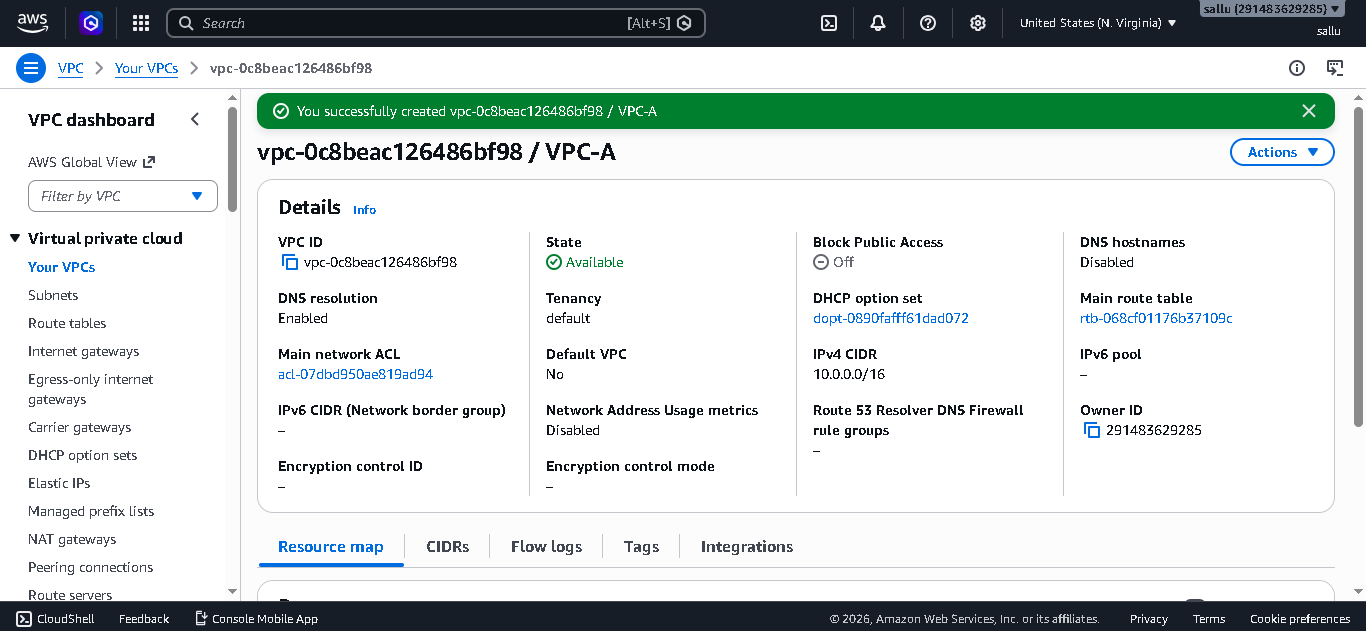 aws
Search
[Alt+S]
United States (N. Virginia)
sallu (291483629285)
sallu
VPC
Your VPCs
vpc-0c8beac126486bf98
VPC dashboard
AWS Global View
Filter by VPC
Virtual private cloud
Your VPCs
Subnets
Route tables
Internet gateways
Egress-only internet
gateways
Carrier gateways
DHCP option sets
Elastic IPs
Managed prefix lists
NAT gateways
Peering connections
Route servers
You successfully created vpc-0c8beac126486bf98 / VPC-A
vpc-0c8beac126486bf98 / VPC-A
Actions
Details Info
VPC ID
vpc-0c8beac126486bf98
State
Available
Block Public Access
Off
DNS hostnames
Disabled
DNS resolution
Enabled
Tenancy
default
DHCP option set
dopt-0890fafff61dad072
Main route table
rtb-068cf01176b37109c
Main network ACL
acl-07dbd950ae819ad94
Default VPC
No
IPv4 CIDR
10.0.0.0/16
IPv6 pool
–
IPv6 CIDR (Network border group)
–
Network Address Usage metrics
Disabled
Route 53 Resolver DNS Firewall
rule groups
–
Owner ID
291483629285
Encryption control ID
–
Encryption control mode
–
Resource map
CIDRs
Flow logs
Tags
Integrations
CloudShell
Feedback
Console Mobile App
© 2026, Amazon Web Services, Inc. or its affiliates.
Privacy
Terms
Cookie preferences